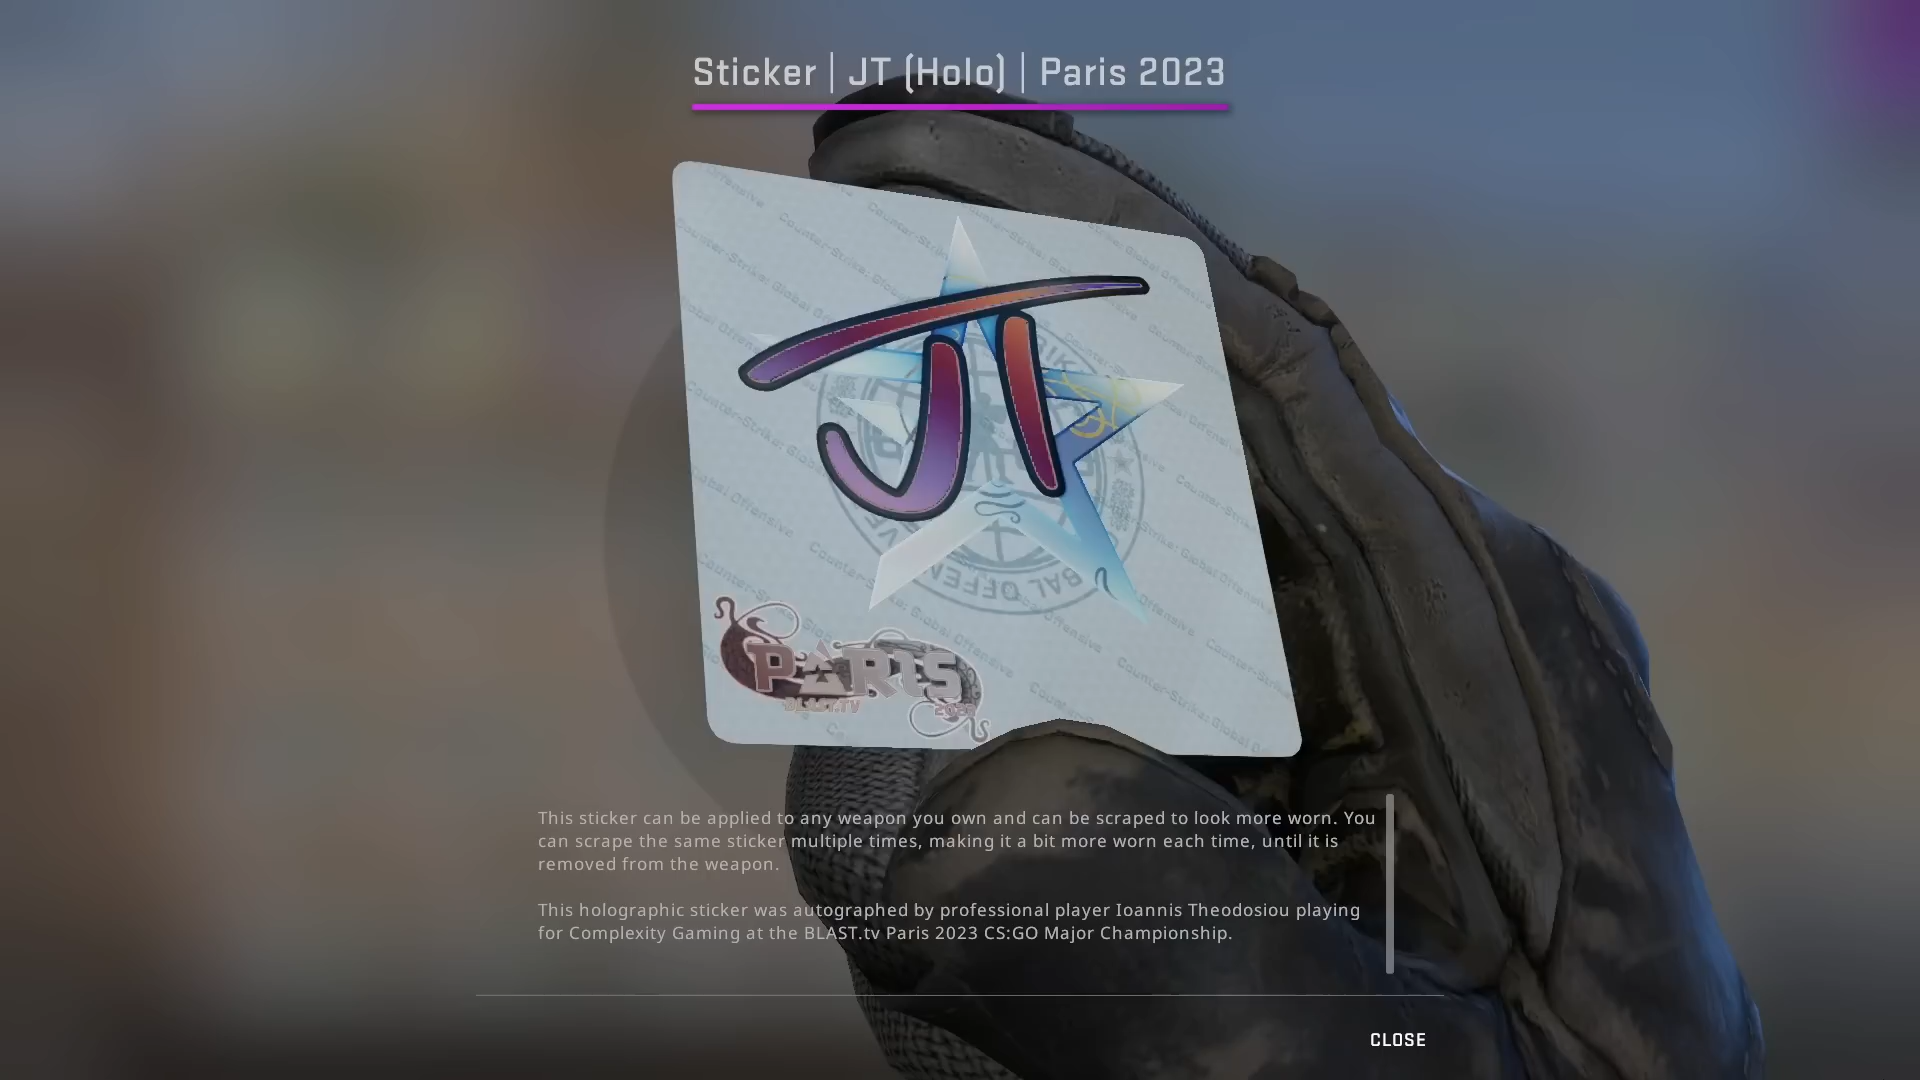 Sticker | JT (Holo) | Paris 2023
JT
PARIS
BLAST.TV
2023
This sticker can be applied to any weapon you own and can be scraped to look more worn. You
can scrape the same sticker multiple times, making it a bit more worn each time, until it is
removed from the weapon.
This holographic sticker was autographed by professional player Ioannis Theodosiou playing
for Complexity Gaming at the BLAST.tv Paris 2023 CS:GO Major Championship.
CLOSE